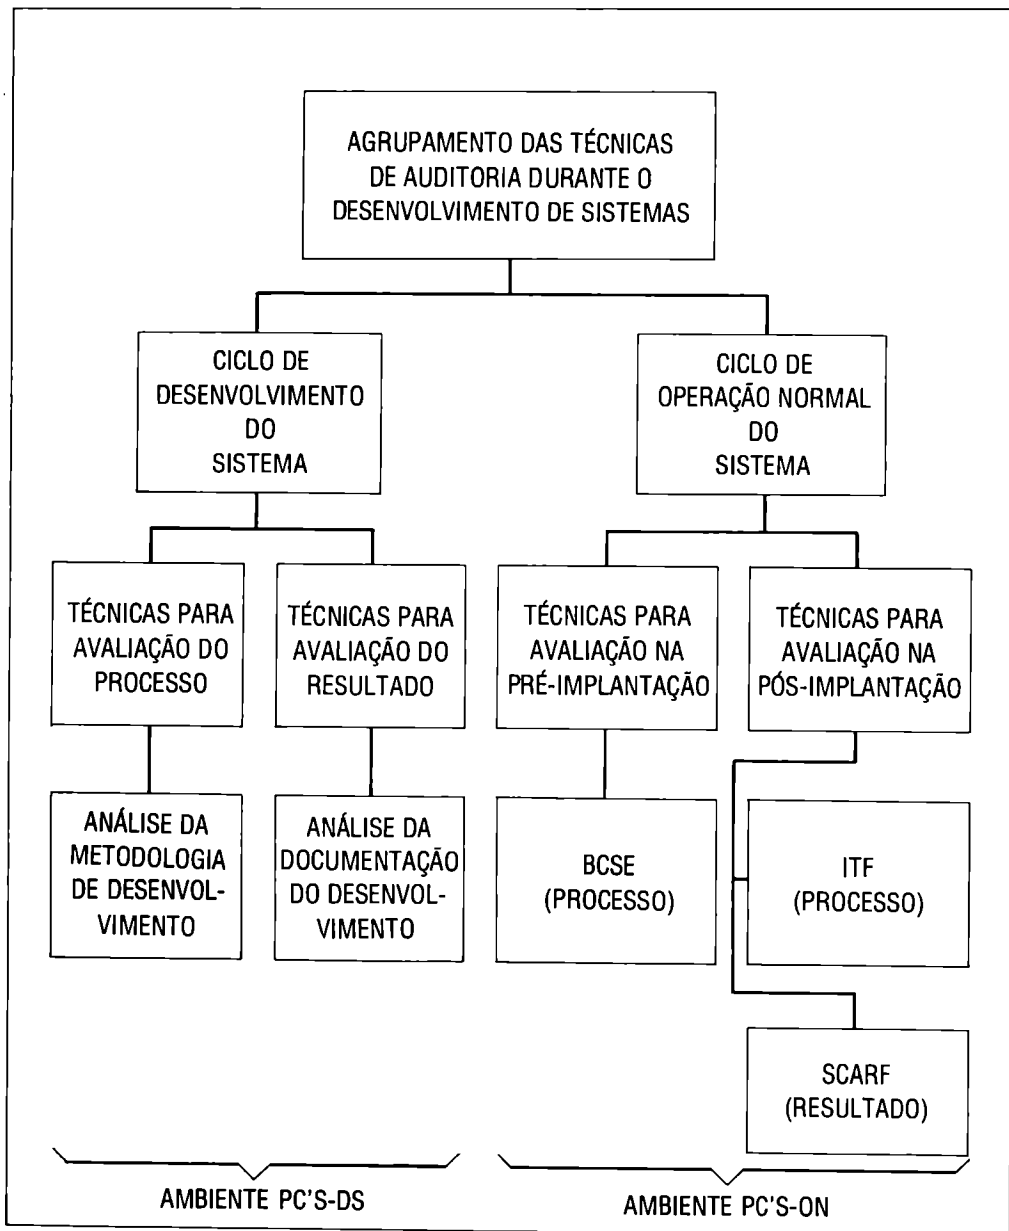 AGRUPAMENTO DAS TÉCNICAS
DE AUDITORIA DURANTE O
DESENVOLVIMENTO DE SISTEMAS
CICLO DE
DESENVOLVIMENTO
DO
SISTEMA
CICLO DE
OPERAÇÃO NORMAL
DO
SISTEMA
TÉCNICAS PARA
AVALIAÇÃO DO
PROCESSO
TÉCNICAS PARA
AVALIAÇÃO DO
RESULTADO
TÉCNICAS PARA
AVALIAÇÃO NA
PRÉ-IMPLANTAÇÃO
TÉCNICAS PARA
AVALIAÇÃO NA
PÓS-IMPLANTAÇÃO
ANÁLISE DA
METODOLOGIA
DE DESENVOL-
VIMENTO
ANÁLISE DA
DOCUMENTAÇÃO
DO DESENVOL-
VIMENTO
BCSE
(PROCESSO)
ITF
(PROCESSO)
SCARF
(RESULTADO)
AMBIENTE PC'S-DS
AMBIENTE PC'S-ON